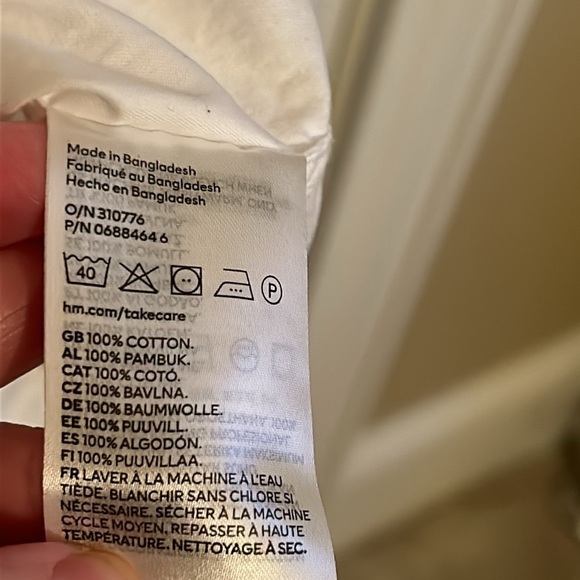 Made in Bangladesh
Fabriqué au Bangladesh
Hecho en Bangladesh
O/N 310776
P/N 0688464 6
40
P
hm.com/takecare
GB 100% COTTON.
AL 100% PAMBUK.
CAT 100% COTÓ.
CZ 100% BAVLNA.
DE 100% BAUMWOLLE.
EE 100% PUUVILL.
ES 100% ALGODÓN.
FI 100% PUUVILLAA.
FR LAVER À LA MACHINE À L'EAU
TIÈDE. BLANCHIR SANS CHLORE SI
NÉCESSAIRE. SÉCHER À LA MACHINE
CYCLE MOYEN. REPASSER À HAUTE
TEMPÉRATURE. NETTOYAGE À SEC.